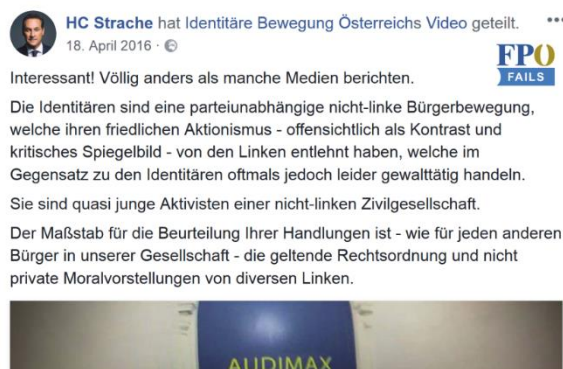 HC Strache hat Identitäre Bewegung Österreichs Video geteilt.
18. April 2016 ·
FPÖ
FAILS
Interessant! Völlig anders als manche Medien berichten.
Die Identitären sind eine parteiunabhängige nicht-linke Bürgerbewegung,
welche ihren friedlichen Aktionismus - offensichtlich als Kontrast und
kritisches Spiegelbild - von den Linken entlehnt haben, welche im
Gegensatz zu den Identitären oftmals jedoch leider gewalttätig handeln.
Sie sind quasi junge Aktivisten einer nicht-linken Zivilgesellschaft.
Der Maßstab für die Beurteilung Ihrer Handlungen ist - wie für jeden anderen
Bürger in unserer Gesellschaft - die geltende Rechtsordnung und nicht
private Moralvorstellungen von diversen Linken.
AUDIMAX